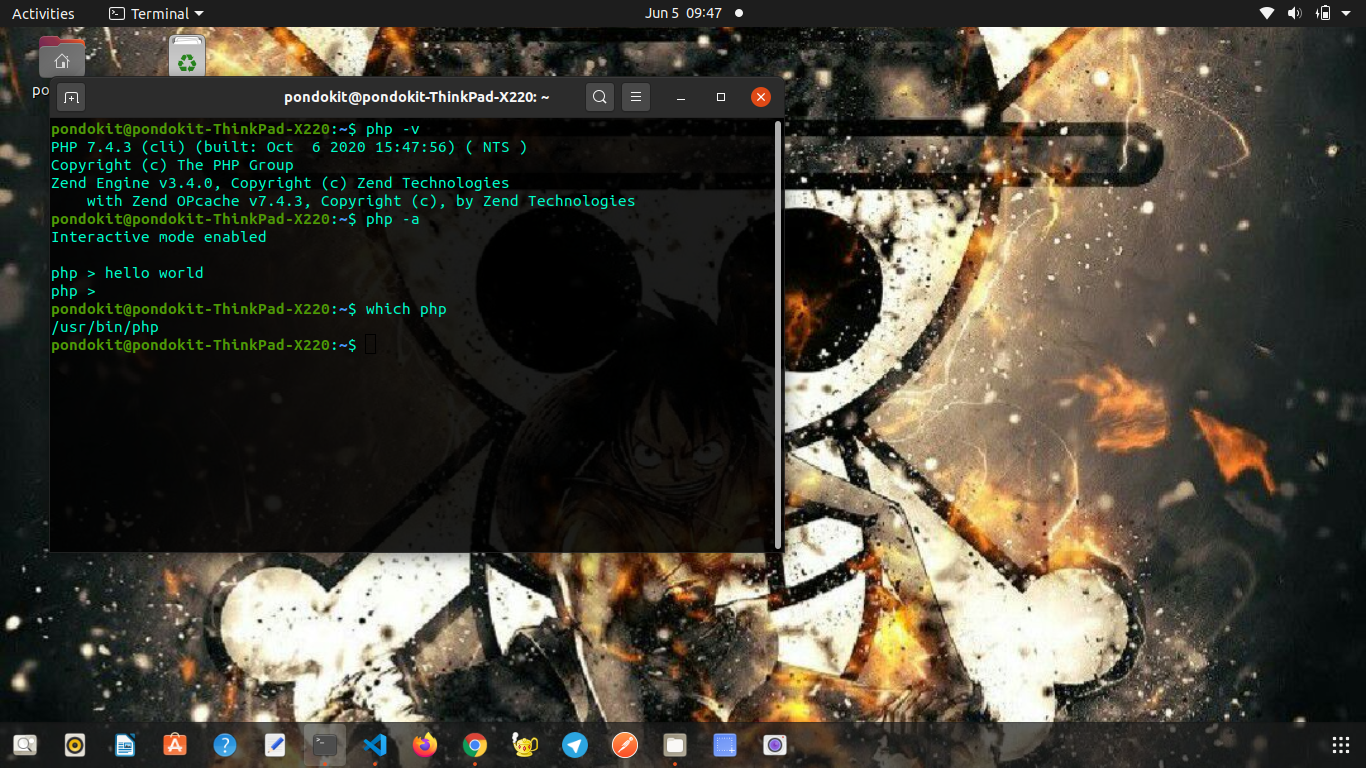 Activities
Terminal
Jun 5 09:47
po
pondokit@pondokit-ThinkPad-X220: ~
pondokit@pondokit-ThinkPad-X220:~$ php -v
PHP 7.4.3 (cli) (built: Oct  6 2020 15:47:56) ( NTS )
Copyright (c) The PHP Group
Zend Engine v3.4.0, Copyright (c) Zend Technologies
    with Zend OPcache v7.4.3, Copyright (c), by Zend Technologies
pondokit@pondokit-ThinkPad-X220:~$ php -a
Interactive mode enabled
php > hello world
php >
pondokit@pondokit-ThinkPad-X220:~$ which php
/usr/bin/php
pondokit@pondokit-ThinkPad-X220:~$